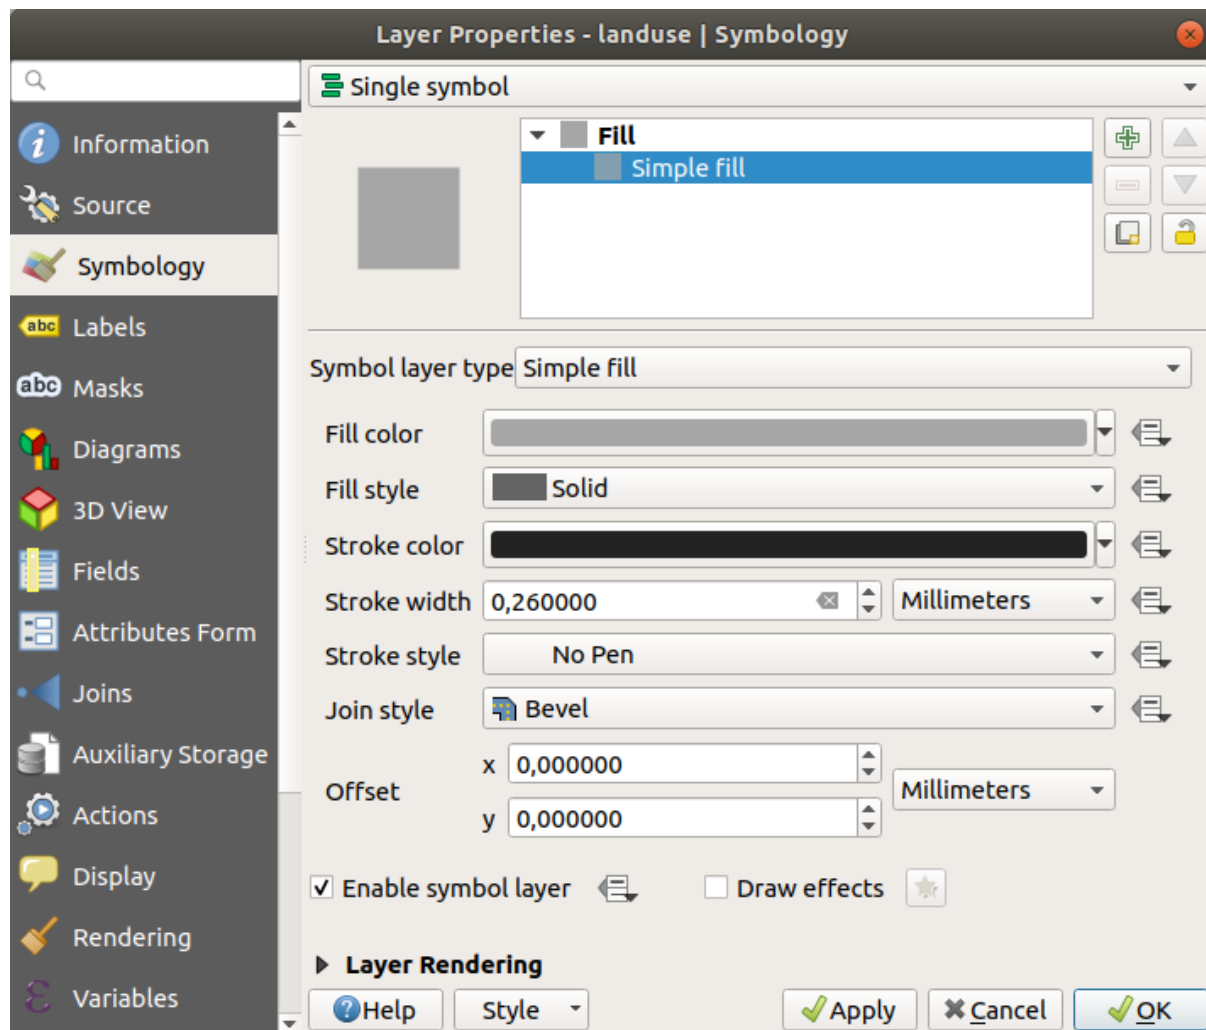 Layer Properties - landuse | Symbology
Single symbol
Information
Source
Symbology
Labels
Masks
Diagrams
3D View
Fields
Attributes Form
Joins
Auxiliary Storage
Actions
Display
Rendering
Variables
abc
abc
Fill
Simple fill
Symbol layer type Simple fill
Fill color
Fill style Solid
Stroke color
Stroke width 0,260000 Millimeters
Stroke style No Pen
Join style Bevel
Offset
x 0,000000
y 0,000000
Millimeters
Enable symbol layer
Draw effects
Layer Rendering
Help Style Apply Cancel OK